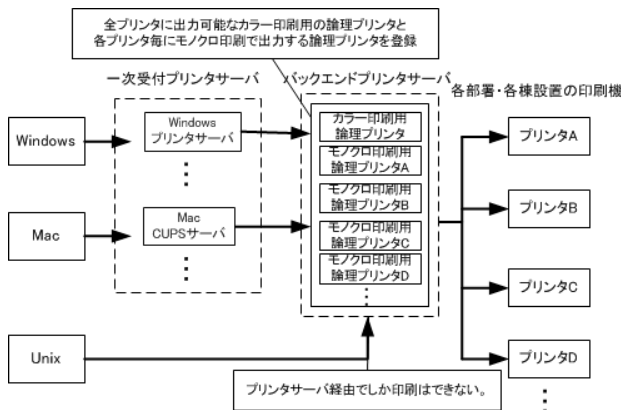 全プリンタに出力可能なカラー印刷用の論理プリンタと
各プリンタ毎にモノクロ印刷で出力する論理プリンタを登録
一次受付プリンタサーバ
バックエンドプリンタサーバ
各部署・各棟設置の印刷機
Windows
Windows
プリンタサーバ
カラー印刷用
論理プリンタ
モノクロ印刷用
論理プリンタA
モノクロ印刷用
論理プリンタB
モノクロ印刷用
論理プリンタC
モノクロ印刷用
論理プリンタD
プリンタA
Mac
Mac
CUPSサーバ
プリンタB
プリンタC
Unix
プリンタD
プリンタサーバ経由でしか印刷はできない。